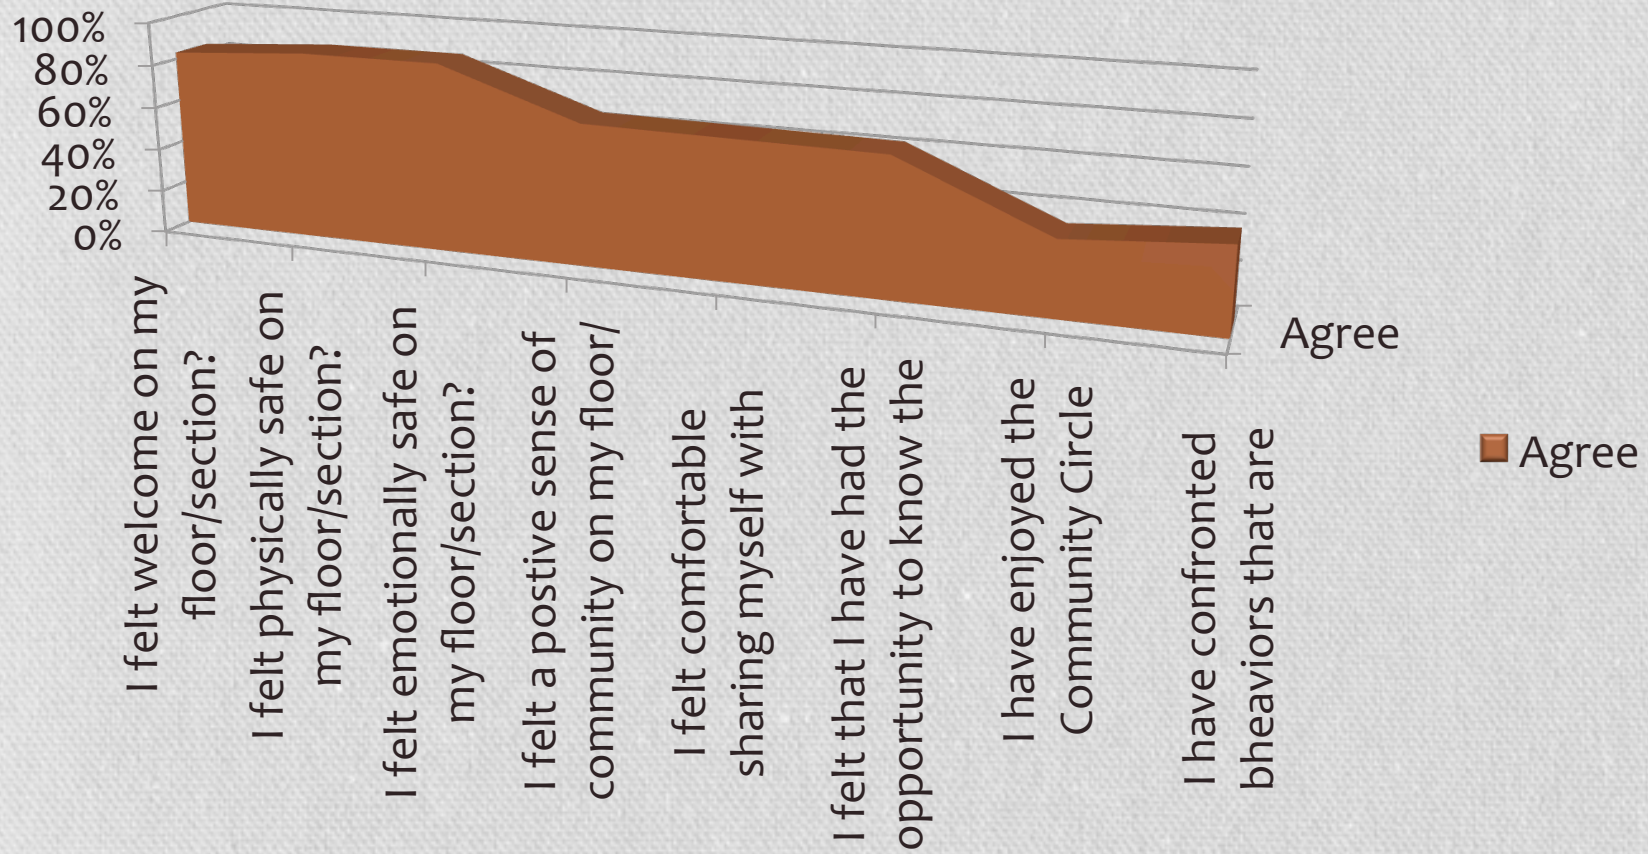 100%
80%
60%
40%
20%
0%
I felt welcome on my
floor/section?
I felt physically safe on
my floor/section?
I felt emotionally safe on
my floor/section?
I felt a postive sense of
community on my floor/
I felt comfortable
sharing myself with
I felt that I have had the
opportunity to know the
I have enjoyed the
Community Circle
I have confronted
bheaviors that are
Agree
Agree